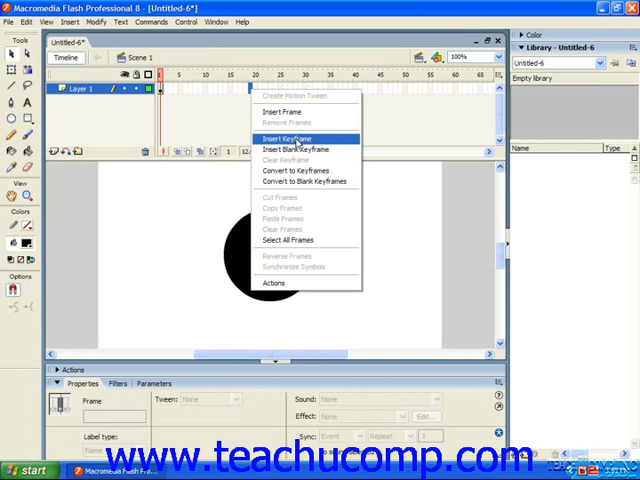 Macromedia Flash Professional 8 - [Untitled-6*]
File Edit View Insert Modify Text Commands Control Window Help
Tools
View
Colors
Options
Untitled-6*
Timeline
Scene 1
100%
1 5 10 15 20 25 30 35 40 45 50 55 60 65
Layer 1
1
Create Motion Tween
Insert Frame
Remove Frames
Insert Keyframe
Insert Blank Keyframe
Clear Keyframe
Convert to Keyframes
Convert to Blank Keyframes
Cut Frames
Copy Frames
Paste Frames
Clear Frames
Select All Frames
Reverse Frames
Synchronize Symbols
Actions
Color
Library - Untitled-6
Untitled-6
Empty library
Name Type
Actions
Properties Filters Parameters
Frame
Tween: None
Sound: None
Effect: None Edit...
Sync: Event Repeat 1
Label type:
www.teachucomp.com
start
Macromedia Flash Pro...